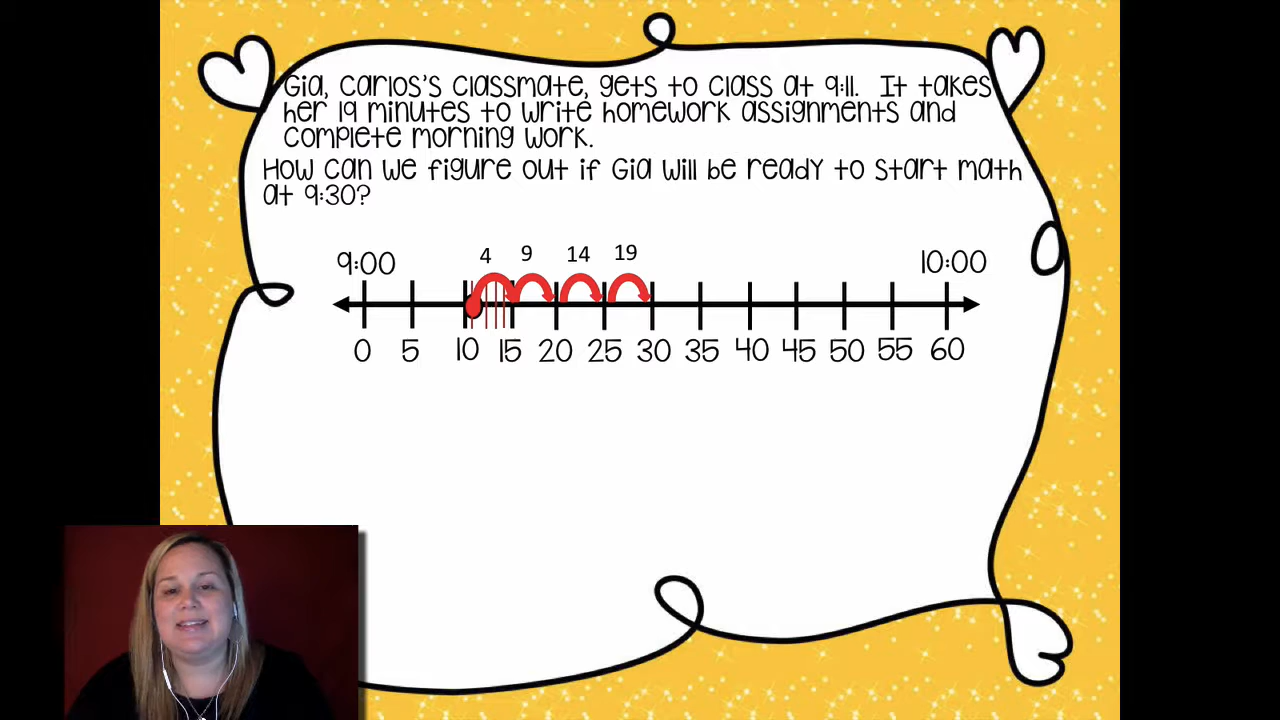 Gia, Carlos's classmate, gets to class at 9:11. It takes
her 19 minutes to write homework assignments and
complete morning work.
How can we figure out if Gia will be ready to start math
at 9:30?
9:00 4 9 14 19 10:00
0 5 10 15 20 25 30 35 40 45 50 55 60